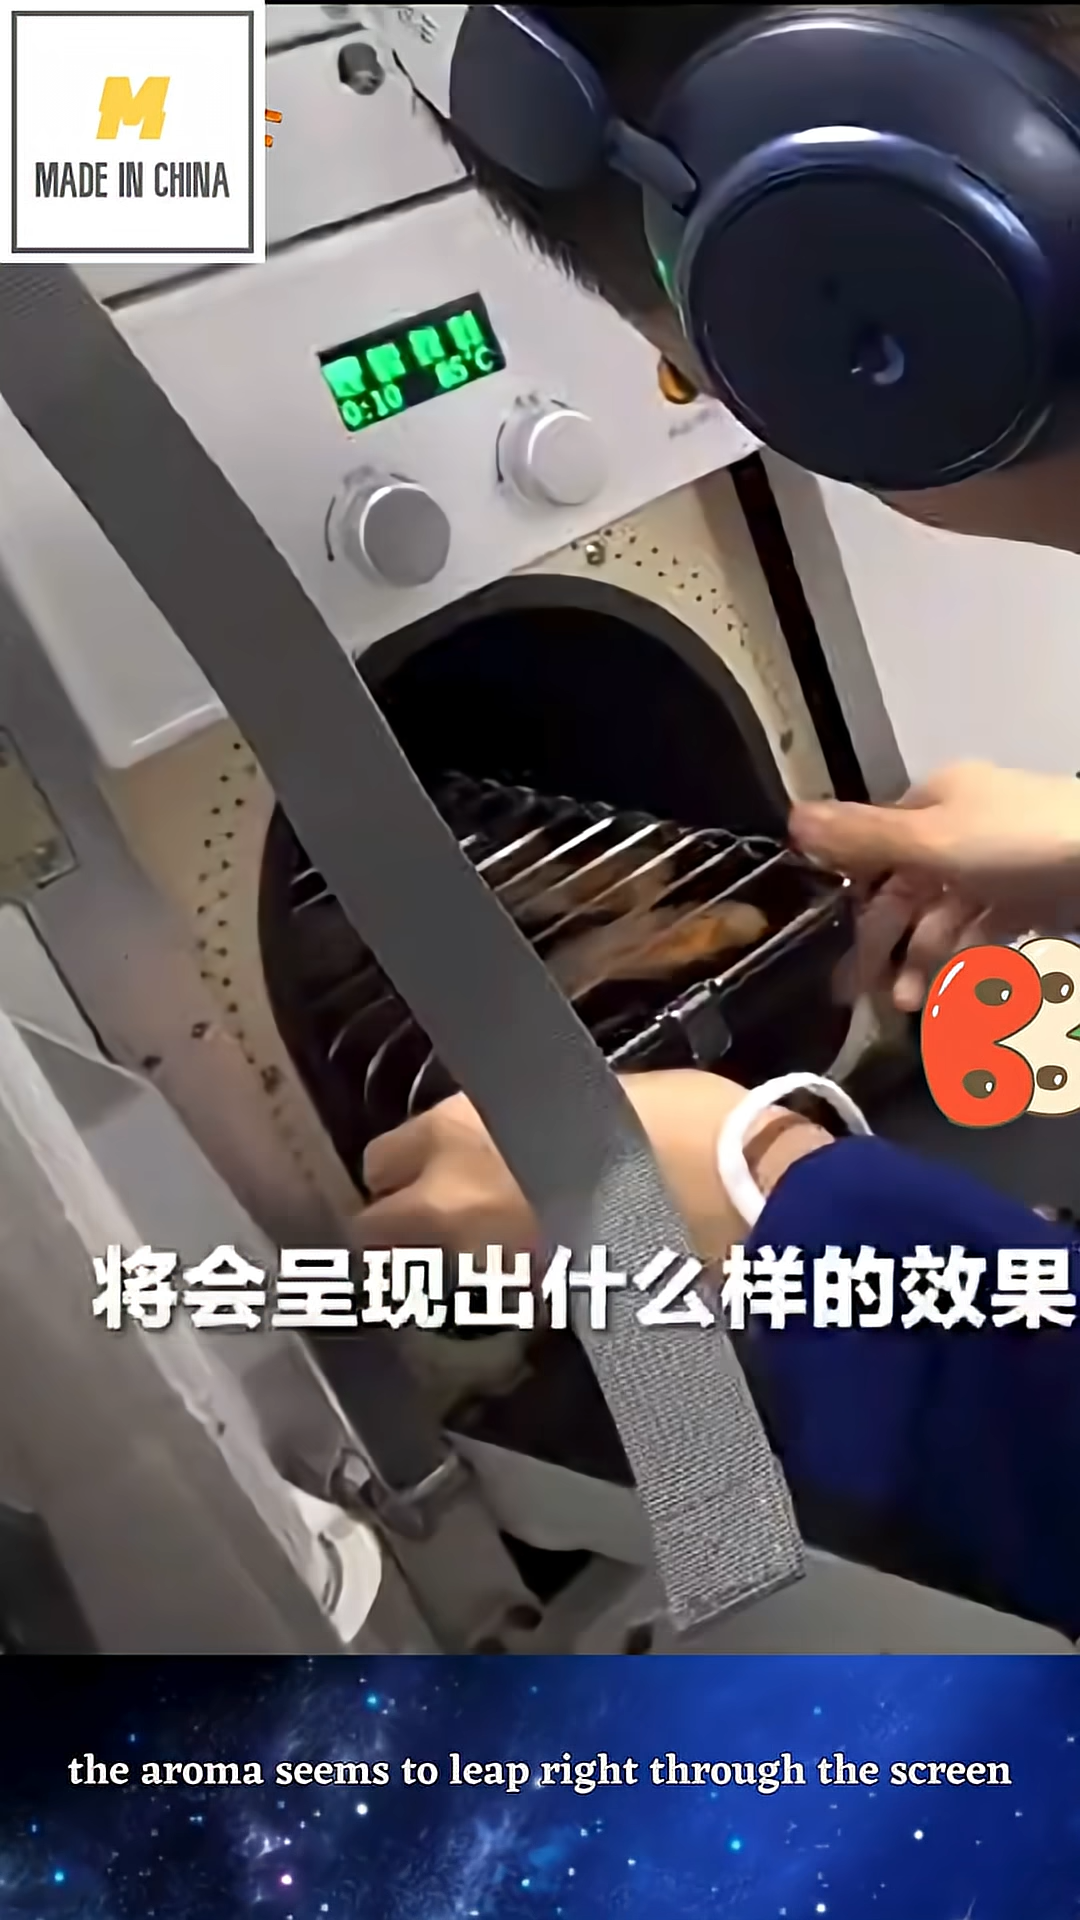 M
MADE IN CHINA
0:10 85°C
将会呈现出什么样的效果
the aroma seems to leap right through the screen